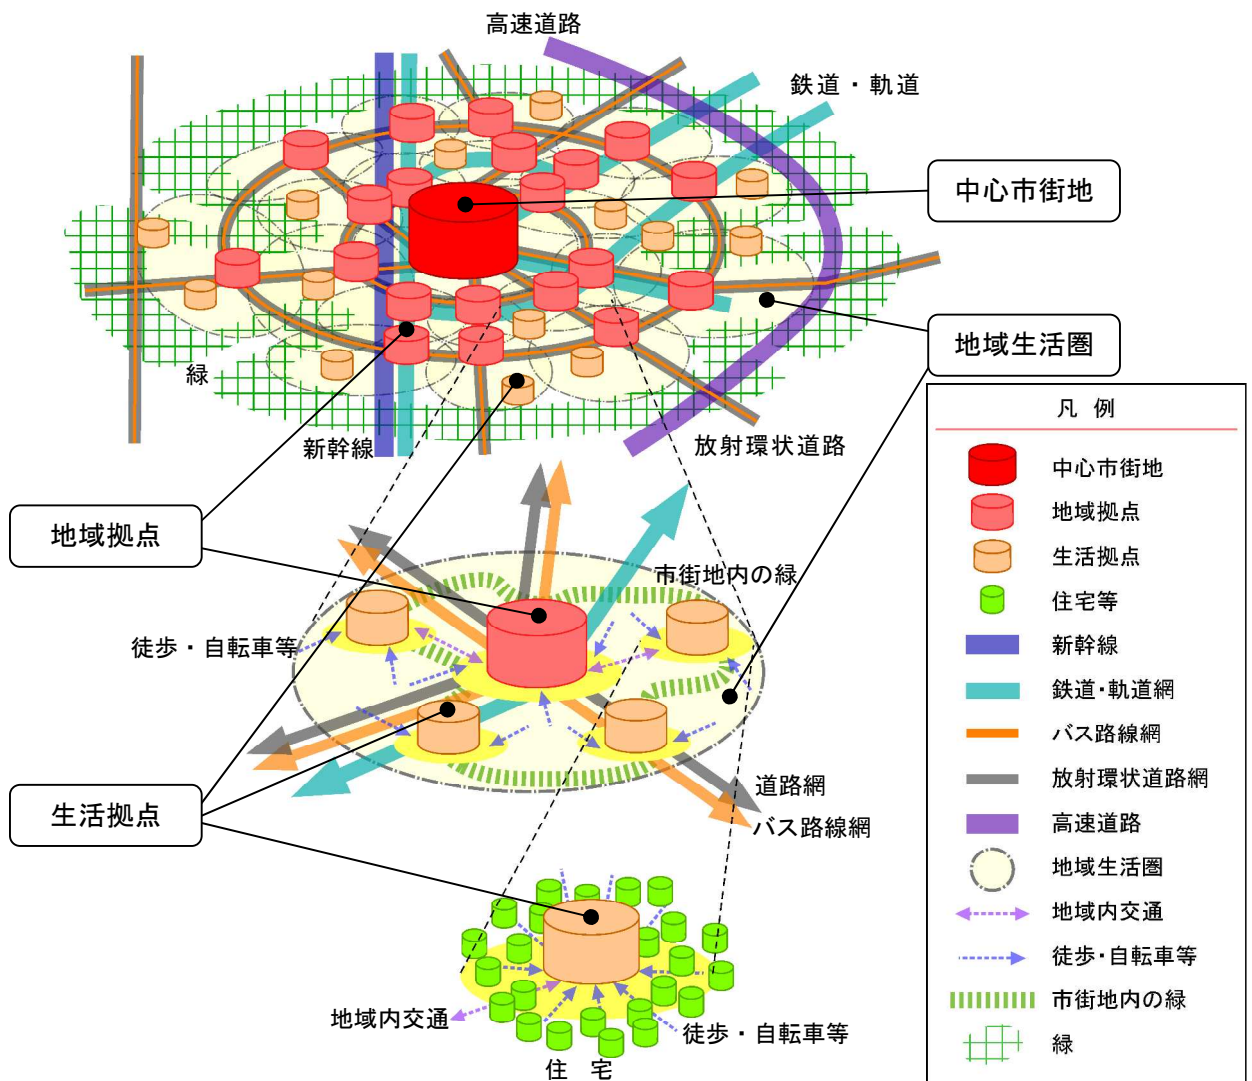 高速道路
鉄道・軌道
中心市街地
地域生活圏
緑
新幹線
放射環状道路
地域拠点
市街地内の緑
徒歩・自転車等
生活拠点
道路網
バス路線網
地域内交通
徒歩・自転車等
住 宅
凡 例
中心市街地
地域拠点
生活拠点
住宅等
新幹線
鉄道・軌道網
バス路線網
放射環状道路網
高速道路
地域生活圏
地域内交通
徒歩・自転車等
市街地内の緑
緑